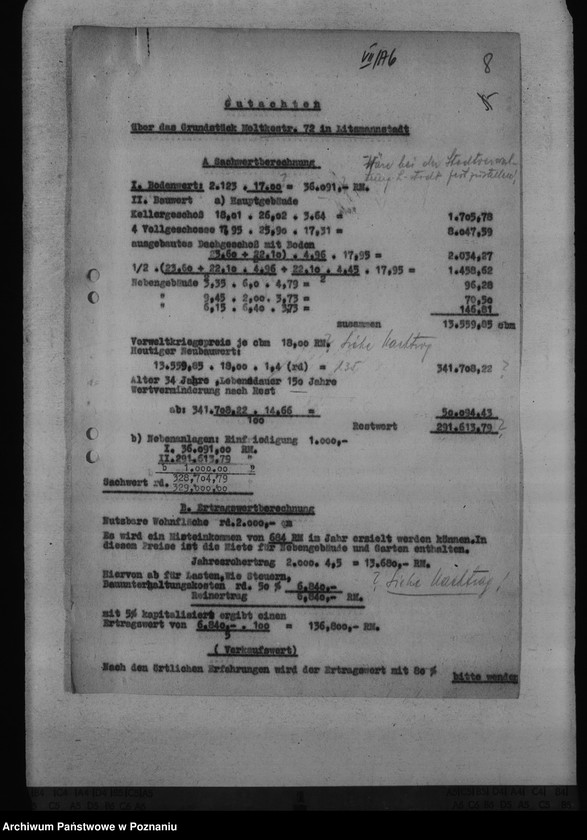 VII/A6
8
Gutachten
über das Grundstück Moltkestr. 72 in Litzmannstadt
A Sachwertberechnung
Wäre bei der Stadtverwaltung
I. Bodenwert: 2.123 . 17.00 = 36.091,- RM.
II. Bauwert a) Hauptgebäude
Kellergeschoß 18,01 . 26,02 . 3.64 = 1.705,78
4 Vollgeschosse . 25,90 . 17,31 = 8.047,59
ausgebautes Dachgeschoß mit Boden
(23.60 + 22.10) . 4,96 . 17,95 = 2.034,27
1/2 . (23,60 + 22,10 . 4,96 + 22,10 . 4,45 . 17,95 = 1.458,62
2 2
Nebengebäude 3,35 . 6,0 . 4,79 = 96,28
" 9,45 . 2,00. 3,73 = 70,50
" 6,15 . 6,40 . 3,73 = 146,81
zusammen 13.559,85 cbm
Vorweltkriegspreis je cbm 18,00 RM. ? Siehe Nachtrag
Heutiger Neubauwert:
13.559,85 . 18,00 . 1,4 (rd) = 135 341.708,22 ?
Alter 34 Jahre ,Lebensdauer 150 Jahre
Wertverminderung nach Rest
ab: 341.708,22 . 14,66 = 50.094,43
100
Restwert 291.613,79 ?
b) Nebenanlagen: Einfriedigung 1.000,-
I. 36.091,00 RM.
II.291.613,79 "
b 1.000.00 "
328,704,79
Sachwert rd. 329,000,00
B. Ertragswertberechnung
Nutzbare Wohnfläche rd.2.000,- qm
Es wird ein Mieteinkommen von 684 RM im Jahr erzielt werden können.In
diesem Preise ist die Miete für Nebengebäude und Garten enthalten.
Jahresrohertrag 2.000 . 4,5 = 13.680,- RM.
Hiervon ab für Lasten,Wie Steuern,
Bauunterhaltungskosten rd. 50 % 6.840,-
? Siehe Nachtrag!
Reinertrag 6,840,- RM.
mit 5% kapitalisiert ergibt einen
Ertragswert von 6.840,- . 100 = 136,800,- RM.
5
( Verkaufswert)
Nach den örtlichen Erfahrungen wird der Ertragswert mit 80 %
bitte wenden
Archiwum Państwowe w Poznaniu